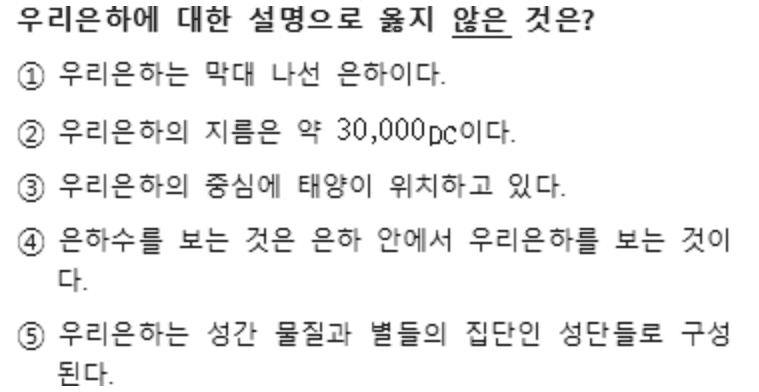 우리은하에 대한 설명으로 옳지 않은 것은?
① 우리은하는 막대 나선 은하이다.
② 우리은하의 지름은 약 30,000pc이다.
③ 우리은하의 중심에 태양이 위치하고 있다.
④ 은하수를 보는 것은 은하 안에서 우리은하를 보는 것이
다.
⑤ 우리은하는 성간 물질과 별들의 집단인 성단들로 구성
된다.